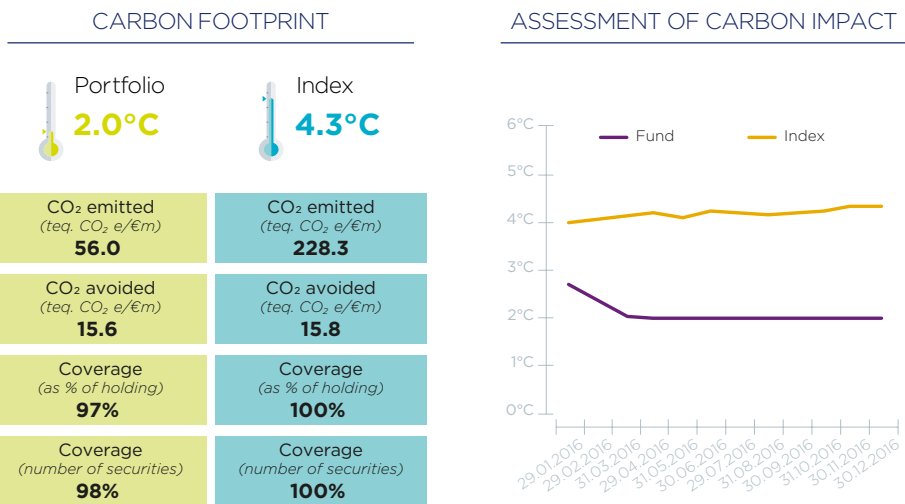 CARBON FOOTPRINT
Portfolio
2.0°C
Index
4.3°C
CO₂ emitted
(teq. CO₂ e/€m)
56.0
CO₂ emitted
(teq. CO₂ e/€m)
228.3
CO₂ avoided
(teq. CO₂ e/€m)
15.6
CO₂ avoided
(teq. CO₂ e/€m)
15.8
Coverage
(as % of holding)
97%
Coverage
(as % of holding)
100%
Coverage
(number of securities)
98%
Coverage
(number of securities)
100%
ASSESSMENT OF CARBON IMPACT
Fund
Index
6°C
5°C
4°C
3°C
2°C
1°C
0°C
29.01.2016
29.02.2016
31.03.2016
29.04.2016
31.05.2016
30.06.2016
29.07.2016
31.08.2016
30.09.2016
31.10.2016
30.11.2016
30.12.2016